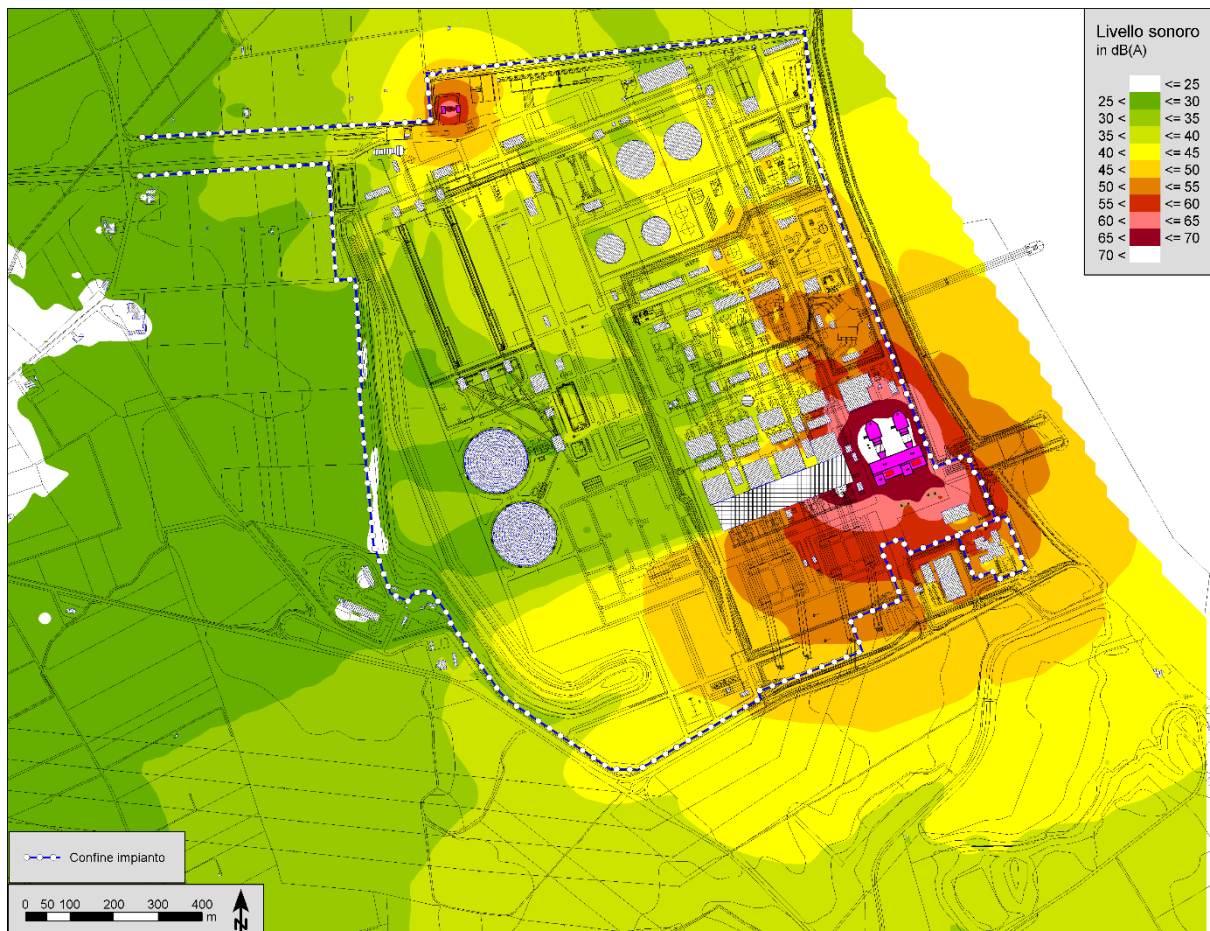 Livello sonoro
in dB(A)
<= 25
25 < <= 30
30 < <= 35
35 < <= 40
40 < <= 45
45 < <= 50
50 < <= 55
55 < <= 60
60 < <= 65
65 < <= 70
70 <
Confine impianto
0 50 100 200 300 400
m
N